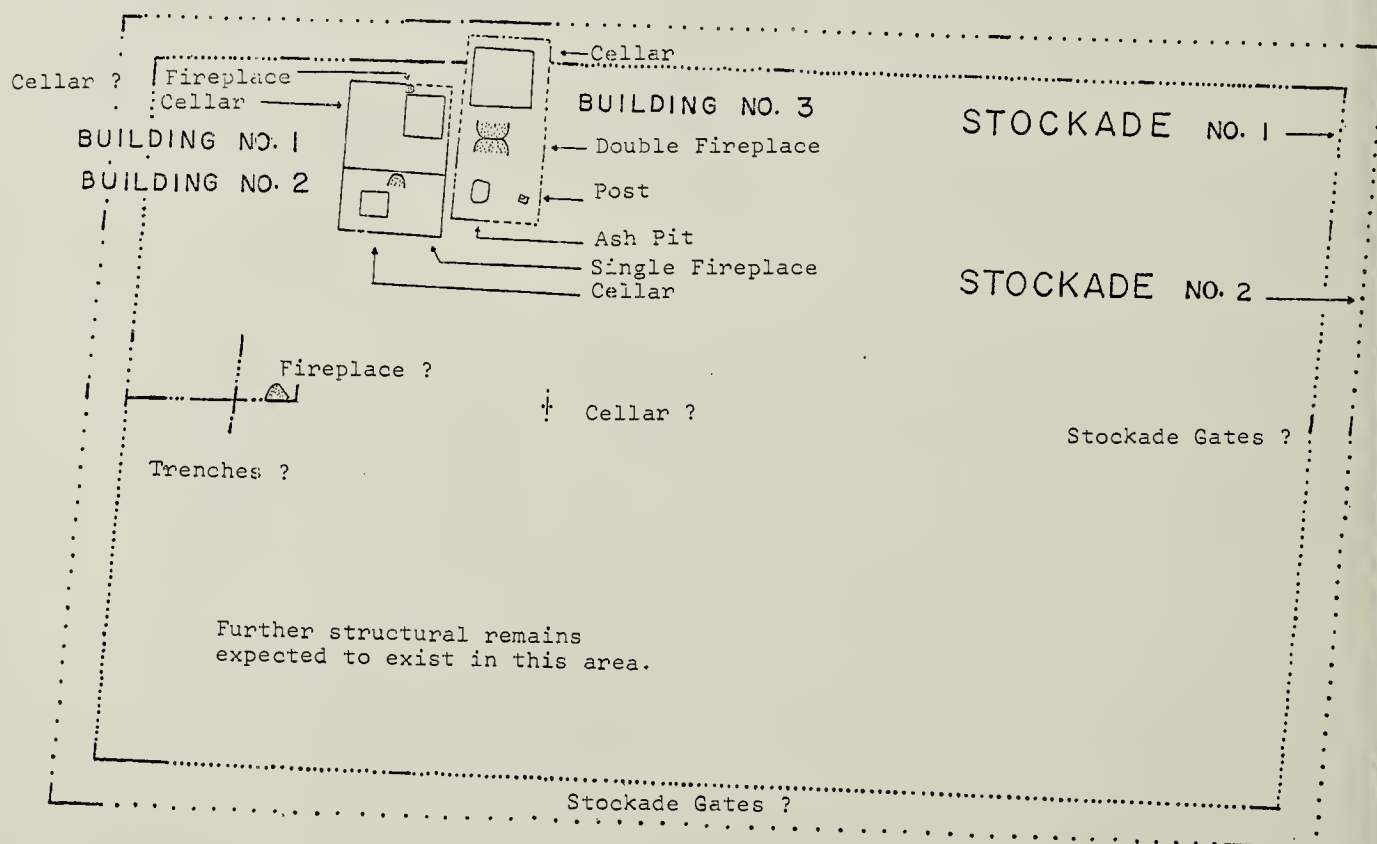 Cellar ?
Fireplace
Cellar
BUILDING NO. 1
BUILDING NO. 2
Cellar
BUILDING NO. 3
Double Fireplace
Post
Ash Pit
Single Fireplace
Cellar
STOCKADE NO. 1
STOCKADE NO. 2
Fireplace ?
Cellar ?
Stockade Gates ?
Trenches ?
Further structural remains
expected to exist in this area.
Stockade Gates ?